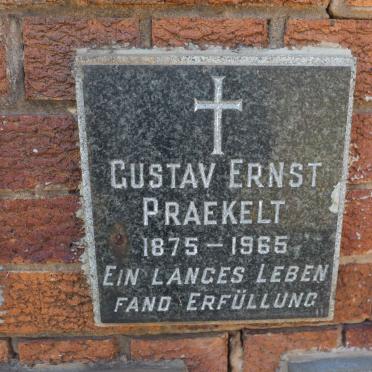 GUSTAV ERNST
PRAEKELT
1875 – 1965
EIN LANGES LEBEN
FAND ERFÜLLUNG